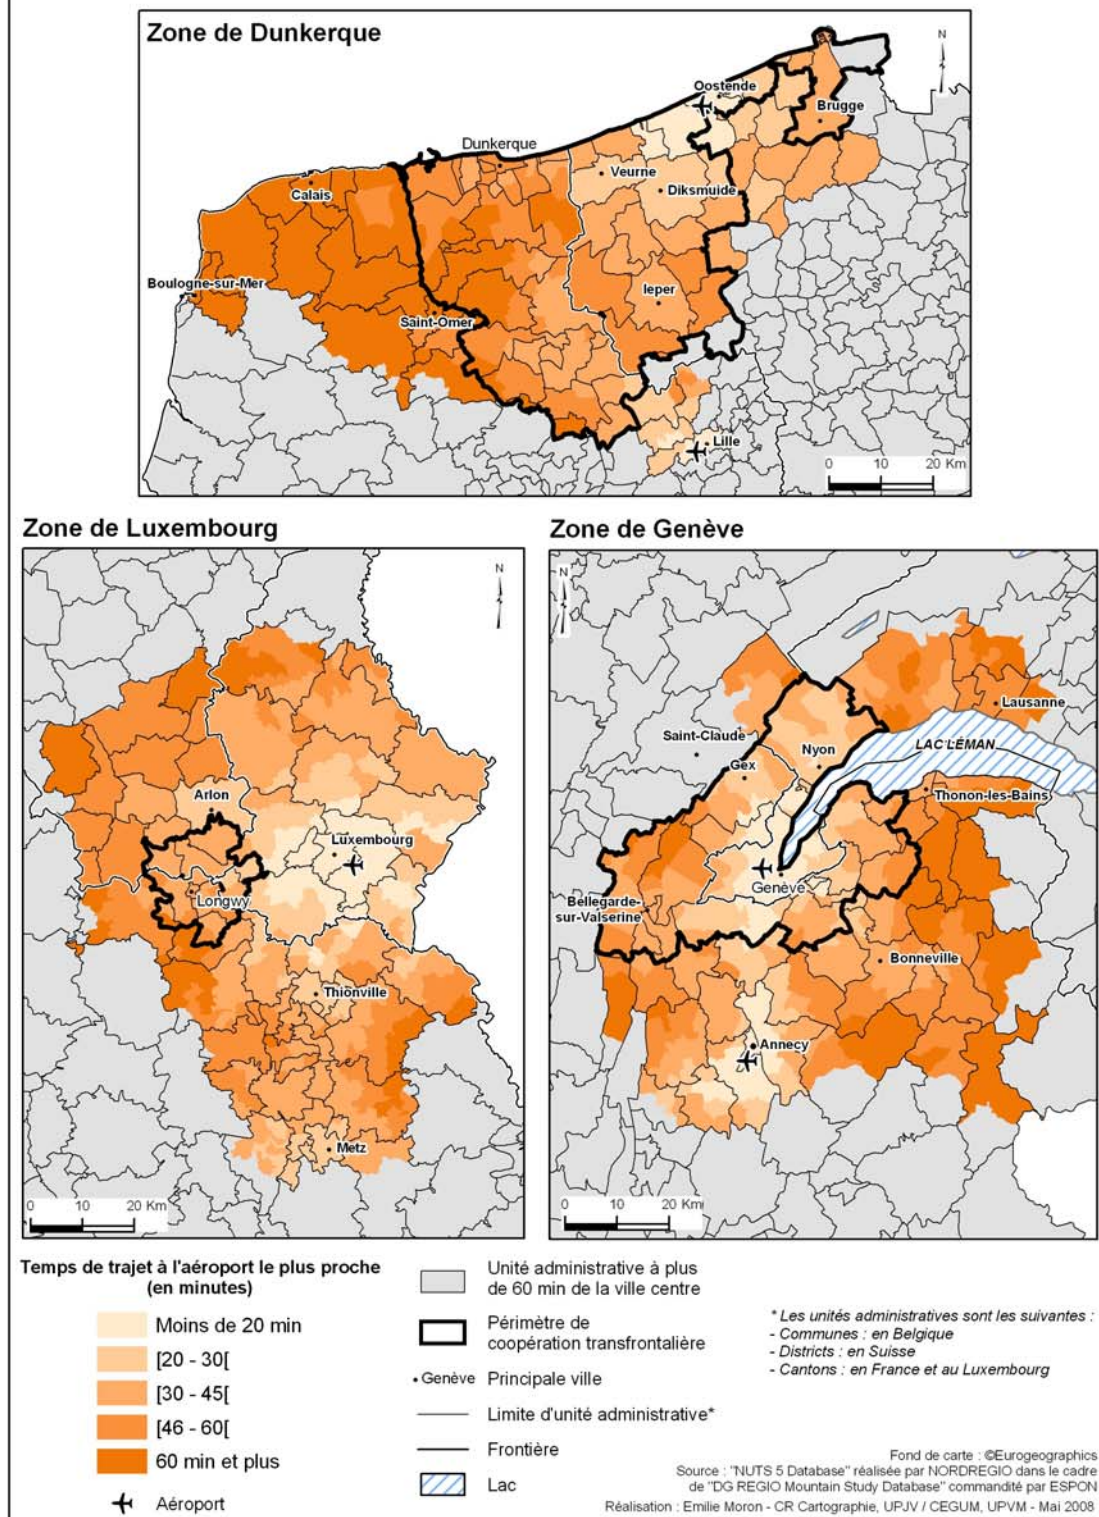 Zone de Dunkerque
N
Oostende
Brugge
Dunkerque
Veurne
Calais
Diksmuide
Boulogne-sur-Mer
Ieper
Saint-Omer
Lille
0 10 20 Km
Zone de Luxembourg
N
Arlon
Luxembourg
Longwy
Thionville
Metz
0 10 20 Km
Zone de Genève
N
Lausanne
Saint-Claude
Nyon
LAC LÉMAN
Gex
Thonon-les-Bains
Genève
Bellegarde-
sur-Valserine
Bonneville
Annecy
0 10 20 Km
Temps de trajet à l'aéroport le plus proche
(en minutes)
Moins de 20 min
[20 - 30[
[30 - 45[
[46 - 60[
60 min et plus
Aéroport
Unité administrative à plus
de 60 min de la ville centre
Périmètre de
coopération transfrontalière
• Genève Principale ville
Limite d'unité administrative*
Frontière
Lac
* Les unités administratives sont les suivantes :
- Communes : en Belgique
- Districts : en Suisse
- Cantons : en France et au Luxembourg
Fond de carte : ©Eurogeographics
Source : "NUTS 5 Database" réalisée par NORDREGIO dans le cadre
de "DG REGIO Mountain Study Database" commandité par ESPON
Réalisation : Emilie Moron - CR Cartographie, UPJV / CEGUM, UPVM - Mai 2008